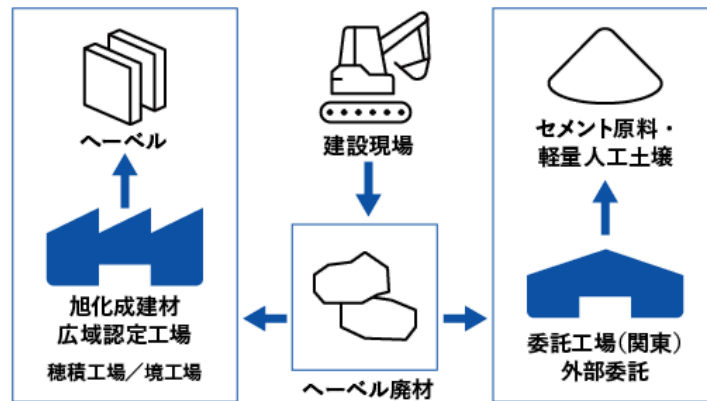 ヘーベル
旭化成建材
広域認定工場
穂積工場／境工場
建設現場
ヘーベル廃材
セメント原料・
軽量人工土壌
委託工場（関東）
外部委託